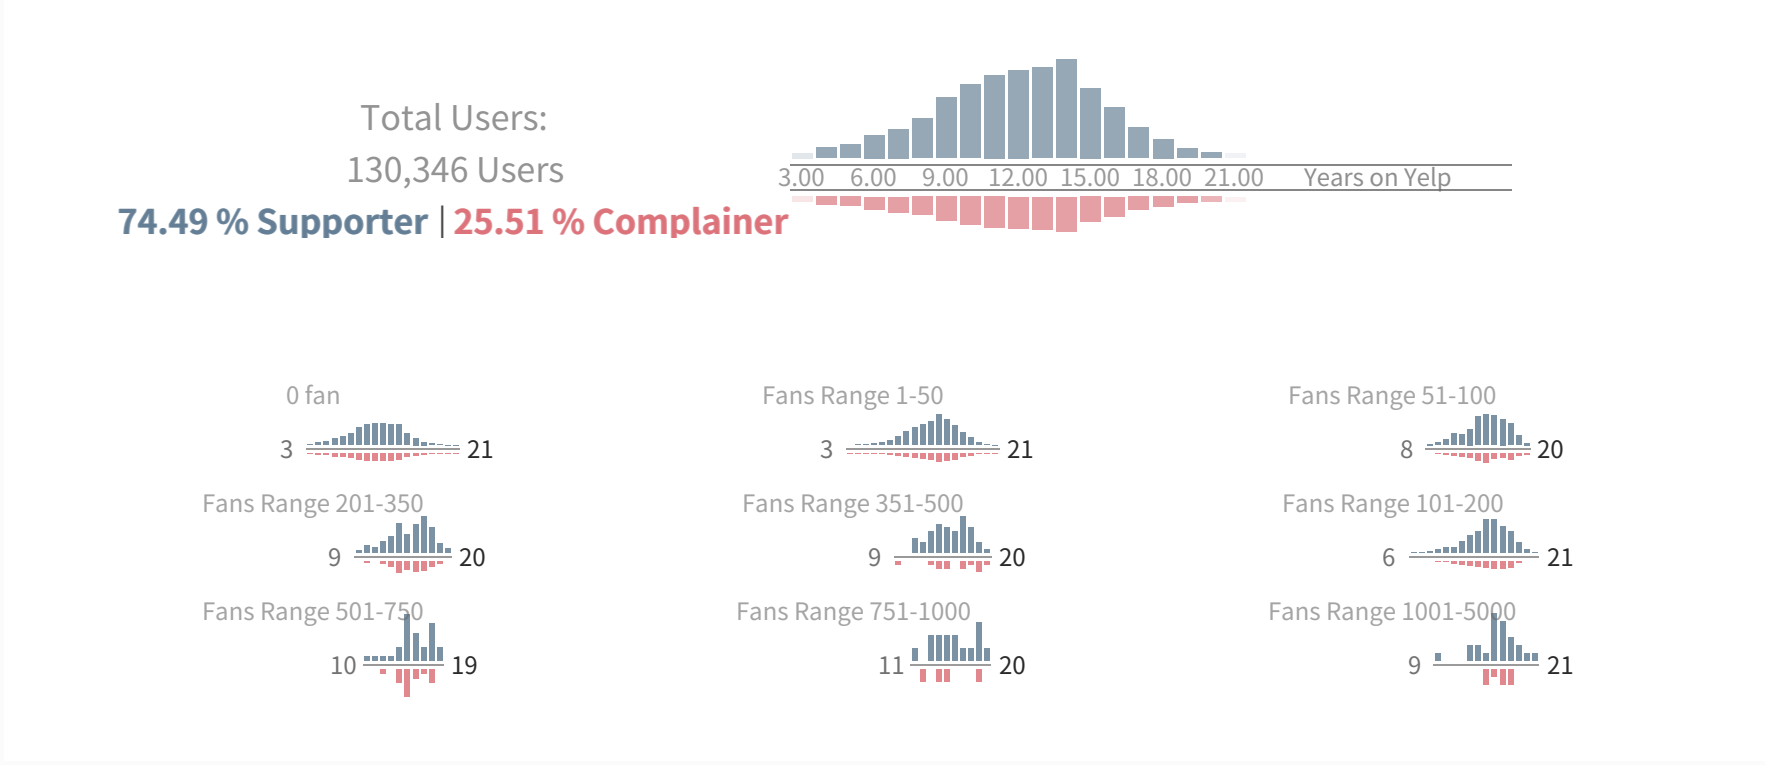 Total Users:
130,346 Users
74.49 % Supporter | 25.51 % Complainer
3.00 6.00 9.00 12.00 15.00 18.00 21.00 Years on Yelp
0 fan
3 21
Fans Range 1-50
3 21
Fans Range 51-100
8 20
Fans Range 201-350
9 20
Fans Range 351-500
9 20
Fans Range 101-200
6 21
Fans Range 501-750
10 19
Fans Range 751-1000
11 20
Fans Range 1001-5000
9 21